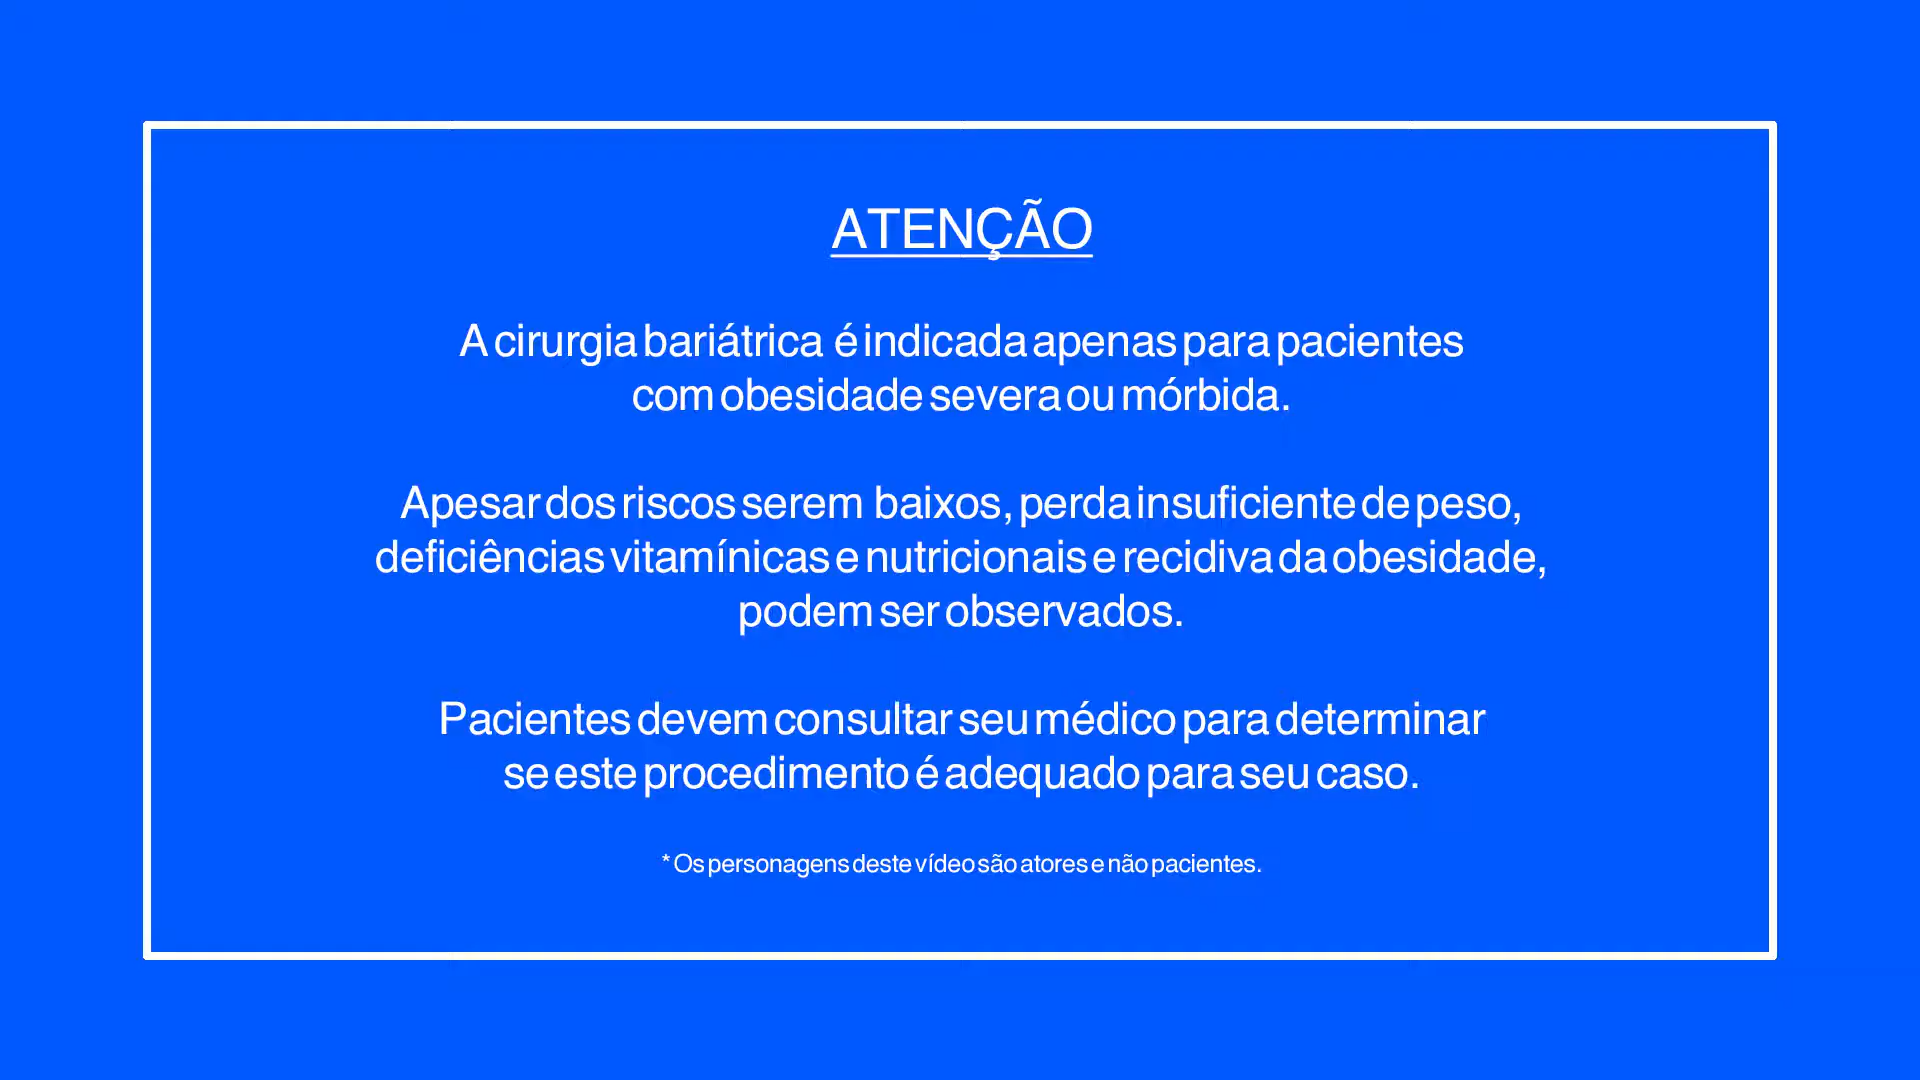 ATENÇÃO
A cirurgia bariátrica é indicada apenas para pacientes
com obesidade severa ou mórbida.
Apesar dos riscos serem baixos, perda insuficiente de peso,
deficiências vitamínicas e nutricionais e recidiva da obesidade,
podem ser observados.
Pacientes devem consultar seu médico para determinar
se este procedimento é adequado para seu caso.
* Os personagens deste vídeo são atores e não pacientes.